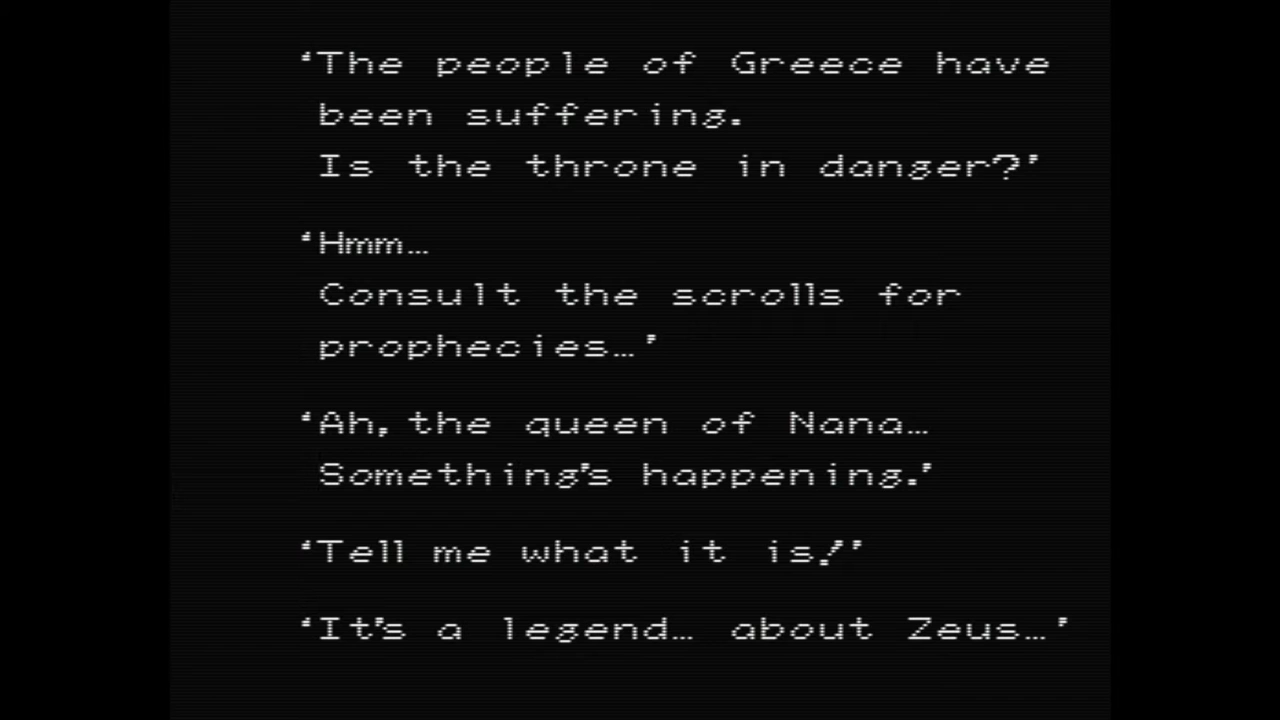 ‘The people of Greece have
been suffering.
Is the throne in danger?’
‘Hmm…
Consult the scrolls for
prophecies…’
‘Ah, the queen of Nana…
Something’s happening.’
‘Tell me what it is!’
‘It’s a legend… about Zeus…’